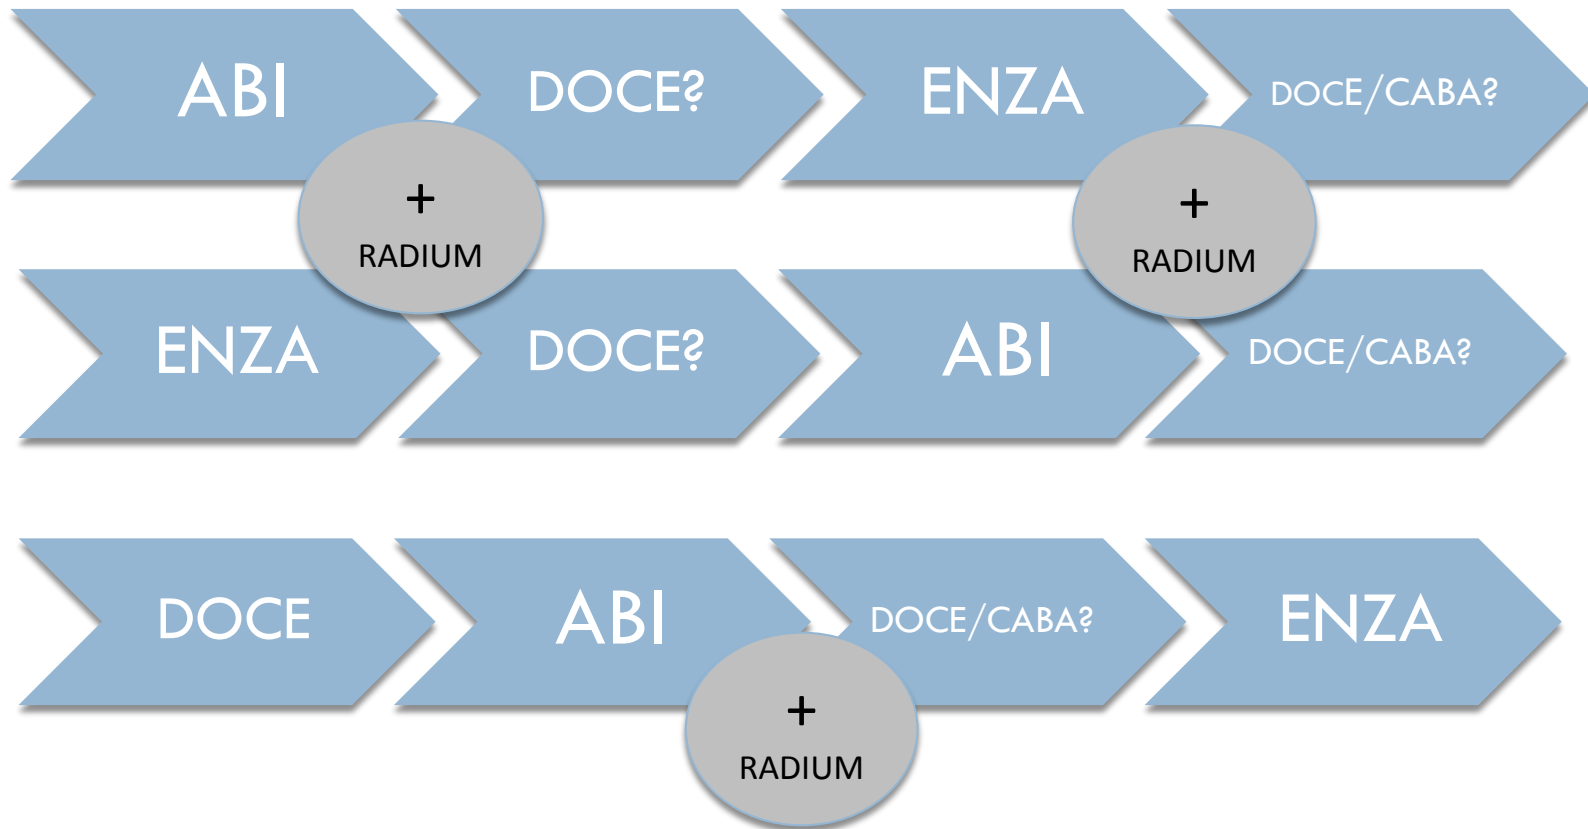 ABI
DOCE?
ENZA
DOCE/CABA?
+
RADIUM
+
RADIUM
ENZA
DOCE?
ABI
DOCE/CABA?
DOCE
ABI
DOCE/CABA?
ENZA
+
RADIUM